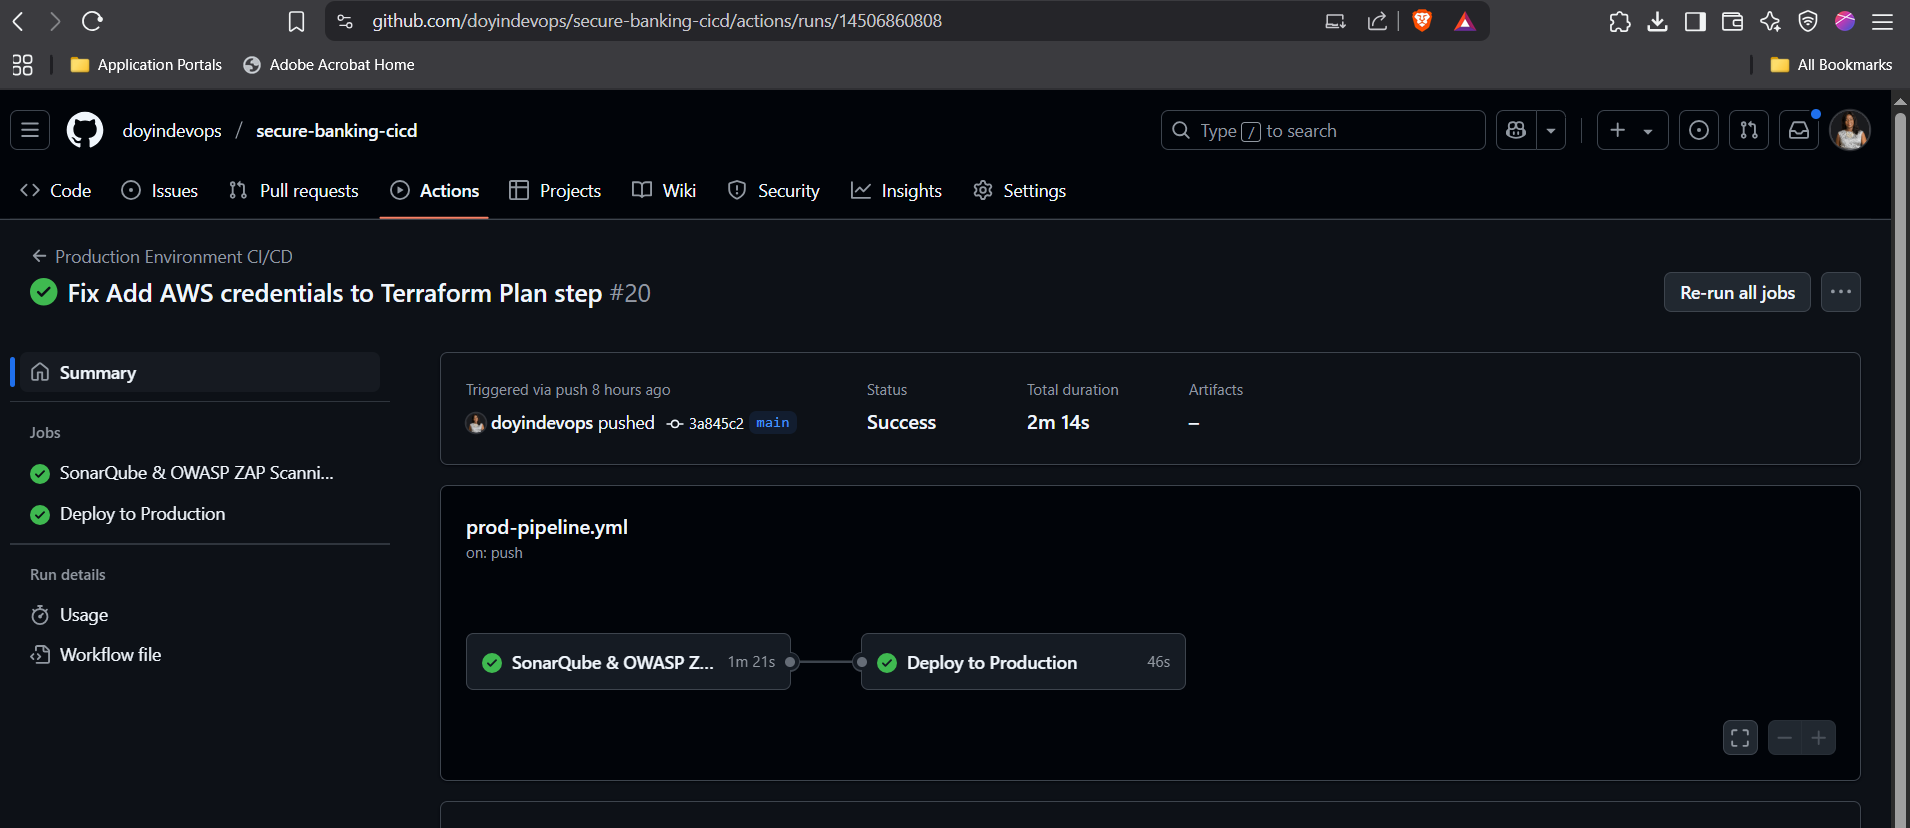 github.com/doyindevops/secure-banking-cicd/actions/runs/14506860808
Application Portals
Adobe Acrobat Home
All Bookmarks
doyindevops / secure-banking-cicd
Type / to search
Code
Issues
Pull requests
Actions
Projects
Wiki
Security
Insights
Settings
Production Environment CI/CD
Fix Add AWS credentials to Terraform Plan step #20
Re-run all jobs
Summary
Jobs
SonarQube & OWASP ZAP Scanni...
Deploy to Production
Run details
Usage
Workflow file
Triggered via push 8 hours ago
doyindevops pushed 3a845c2 main
Status
Success
Total duration
2m 14s
Artifacts
–
prod-pipeline.yml
on: push
SonarQube & OWASP Z... 1m 21s
Deploy to Production 46s